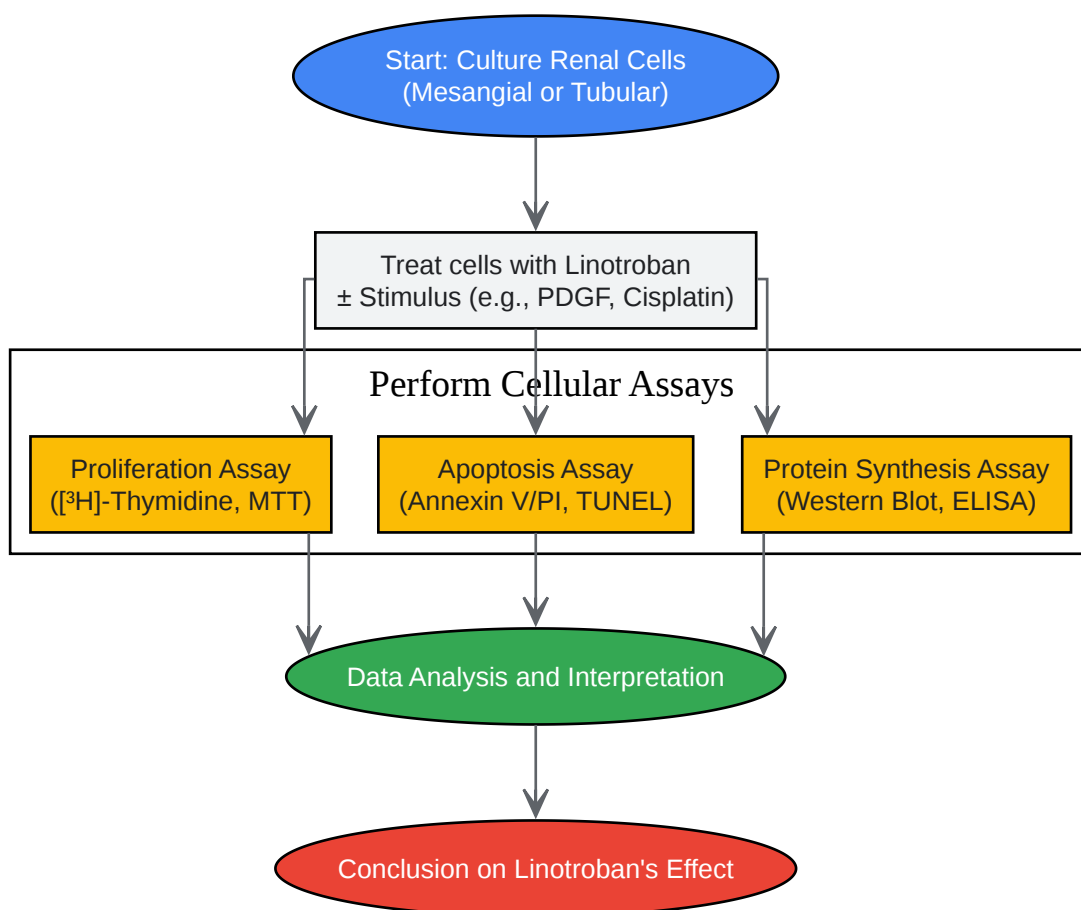 Start: Culture Renal Cells
(Mesangial or Tubular)
Treat cells with Linotroban
± Stimulus (e.g., PDGF, Cisplatin)
Perform Cellular Assays
Proliferation Assay
([³H]-Thymidine, MTT)
Apoptosis Assay
(Annexin V/PI, TUNEL)
Protein Synthesis Assay
(Western Blot, ELISA)
Data Analysis and Interpretation
Conclusion on Linotroban's Effect